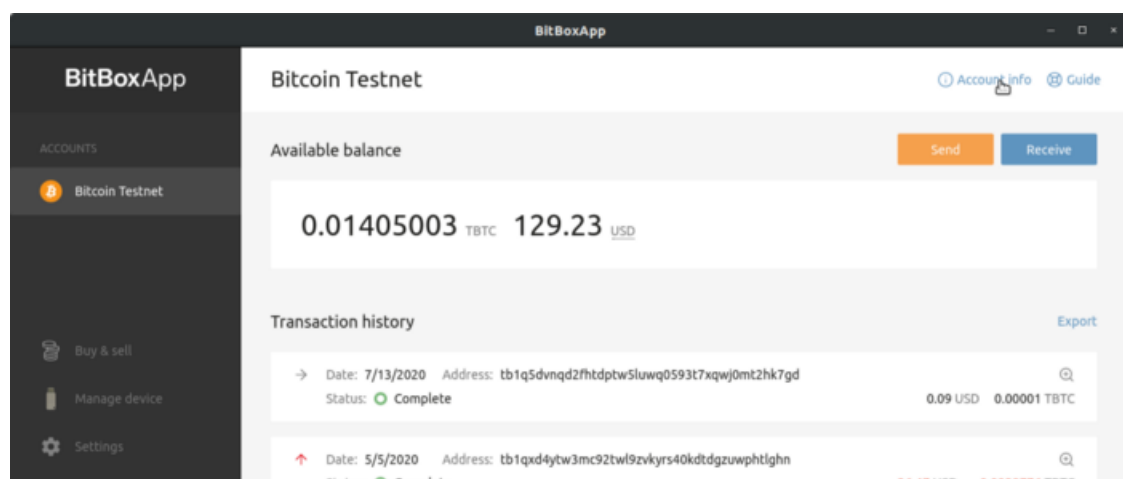 BitBoxApp
BitBoxApp
Bitcoin Testnet
Account info
Guide
ACCOUNTS
Available balance
Send
Receive
Bitcoin Testnet
0.01405003 TBTC 129.23 USD
Transaction history
Export
Buy & sell
Date: 7/13/2020 Address: tb1q5dvnqd2fhtdptw5luwq0593t7xqwj0mt2hk7gd
Manage device
Status: Complete
0.09 USD 0.00001 TBTC
Settings
Date: 5/5/2020 Address: tb1qxd4ytw3mc92twl9zvkyrs40kdtdgzuwphtlghn